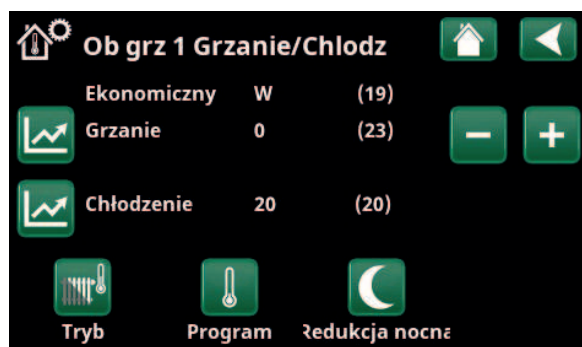 Ob grz 1 Grzanie/Chlodz
Ekonomiczny W (19)
Grzanie 0 (23)
Chłodzenie 20 (20)
Tryb Program Redukcja nocna